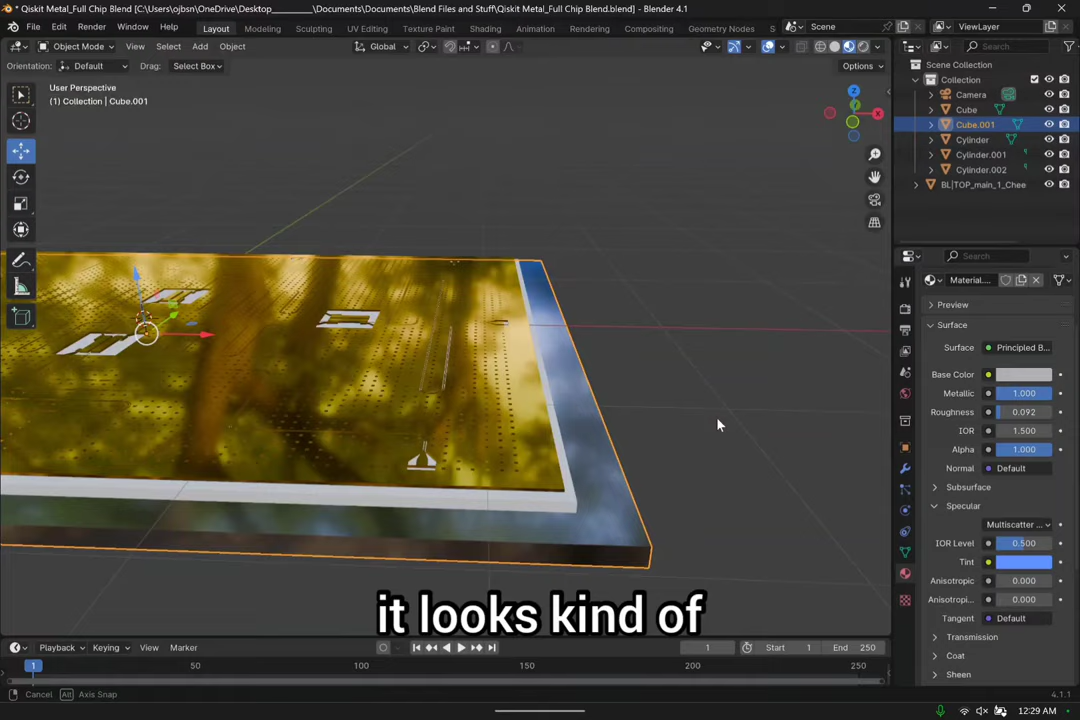 * Qiskit Metal_Full Chip Blend [C:\Users\ojbsn\OneDrive\Desktop_________\Documents\Documents\Blend Files and Stuff\Qiskit Metal_Full Chip Blend.blend] - Blender 4.1
File Edit Render Window Help Layout Modeling Sculpting UV Editing Texture Paint Shading Animation Rendering Compositing Geometry Nodes Scene ViewLayer
Object Mode View Select Add Object Global
Orientation: Default Drag: Select Box Options
User Perspective
(1) Collection | Cube.001
Z
X
Search
Scene Collection
Collection
Camera
Cube
Cube.001
Cylinder
Cylinder.001
Cylinder.002
BL|TOP_main_1_Chee
Search
Material....
Preview
Surface
Surface Principled B...
Base Color
Metallic 1.000
Roughness 0.092
IOR 1.500
Alpha 1.000
Normal Default
Subsurface
Specular
Multiscatter ...
IOR Level 0.500
Tint
Anisotropic 0.000
Anisotropi... 0.000
Tangent Default
Transmission
Coat
Sheen
it looks kind of
Playback Keying View Marker 1 Start 1 End 250
1 50 100 150 200 250
Cancel Alt Axis Snap 4.1.1
12:29 AM